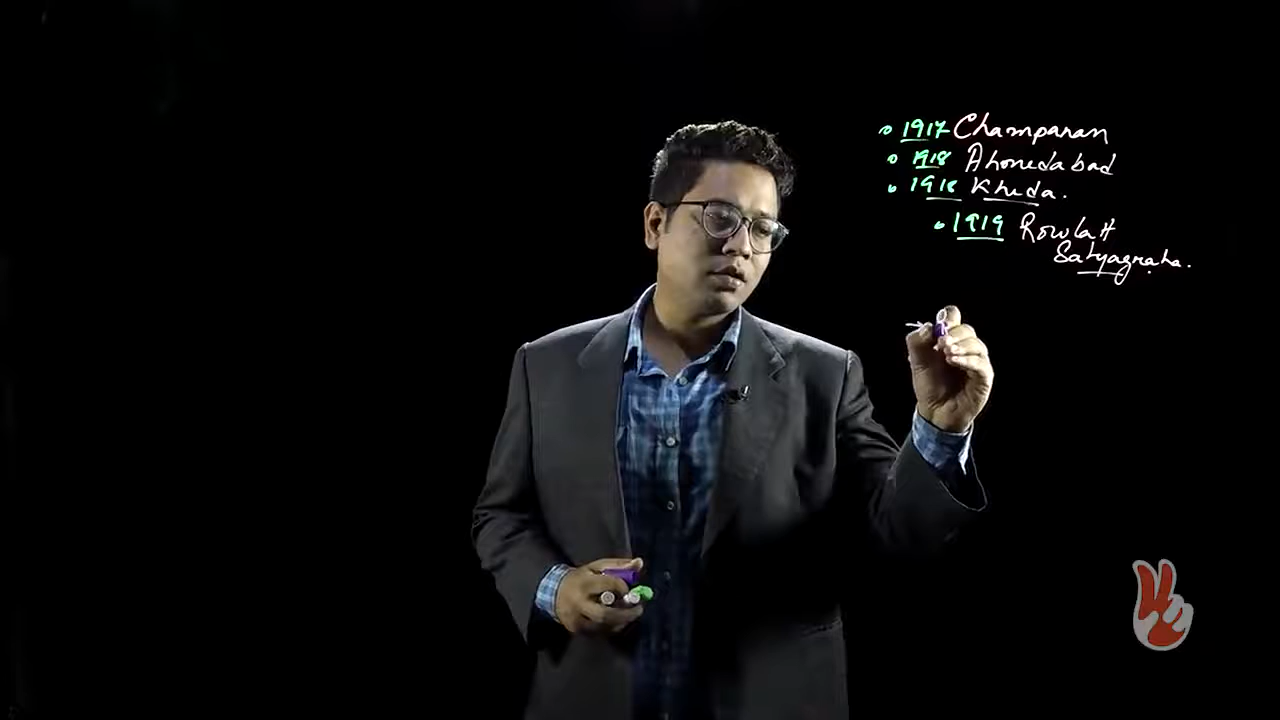 1917 Champaran
1918 Ahmedabad
1918 Kheda.
1919 Rowlatt
Satyagraha.